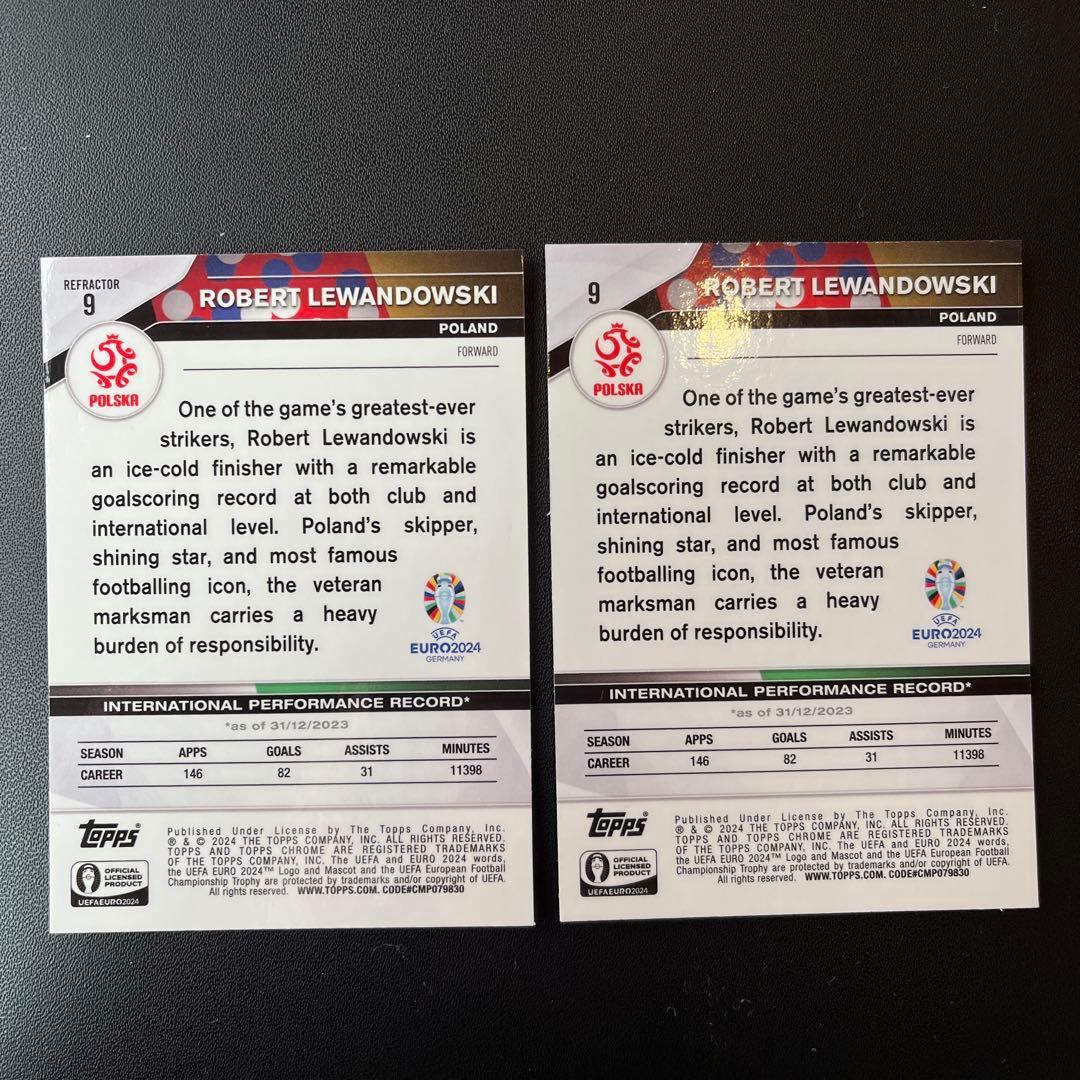 REFRACTOR
9
ROBERT LEWANDOWSKI
POLAND
FORWARD
POLSKA
One of the game's greatest-ever
strikers, Robert Lewandowski is
an ice-cold finisher with a remarkable
goalscoring record at both club and
international level. Poland's skipper,
shining star, and most famous
footballing icon, the veteran
marksman carries a heavy
burden of responsibility.
UEFA
EURO2024
GERMANY
INTERNATIONAL PERFORMANCE RECORD*
*as of 31/12/2023
SEASON APPS GOALS ASSISTS MINUTES
CAREER 146 82 31 11398
Topps®
OFFICIAL
LICENSED
PRODUCT
UEFAEURO2024
Published Under License by The Topps Company, Inc.
® & © 2024 THE TOPPS COMPANY, INC. ALL RIGHTS RESERVED.
TOPPS AND TOPPS CHROME ARE REGISTERED TRADEMARKS
OF THE TOPPS COMPANY, INC. The UEFA and EURO 2024 words,
the UEFA EURO 2024™ Logo and Mascot and the UEFA European Football
Championship Trophy are protected by trademarks and/or copyright of UEFA.
All rights reserved. WWW.TOPPS.COM. CODE#CMP079830
9
ROBERT LEWANDOWSKI
POLAND
FORWARD
POLSKA
One of the game's greatest-ever
strikers, Robert Lewandowski is
an ice-cold finisher with a remarkable
goalscoring record at both club and
international level. Poland's skipper,
shining star, and most famous
footballing icon, the veteran
marksman carries a heavy
burden of responsibility.
UEFA
EURO2024
GERMANY
INTERNATIONAL PERFORMANCE RECORD*
*as of 31/12/2023
SEASON APPS GOALS ASSISTS MINUTES
CAREER 146 82 31 11398
Topps®
OFFICIAL
LICENSED
PRODUCT
UEFAEURO2024
Published Under License by The Topps Company, Inc.
® & © 2024 THE TOPPS COMPANY, INC. ALL RIGHTS RESERVED.
TOPPS AND TOPPS CHROME ARE REGISTERED TRADEMARKS
OF THE TOPPS COMPANY, INC. The UEFA and EURO 2024 words,
the UEFA EURO 2024™ Logo and Mascot and the UEFA European Football
Championship Trophy are protected by trademarks and/or copyright of UEFA.
All rights reserved. WWW.TOPPS.COM. CODE#CMP079830